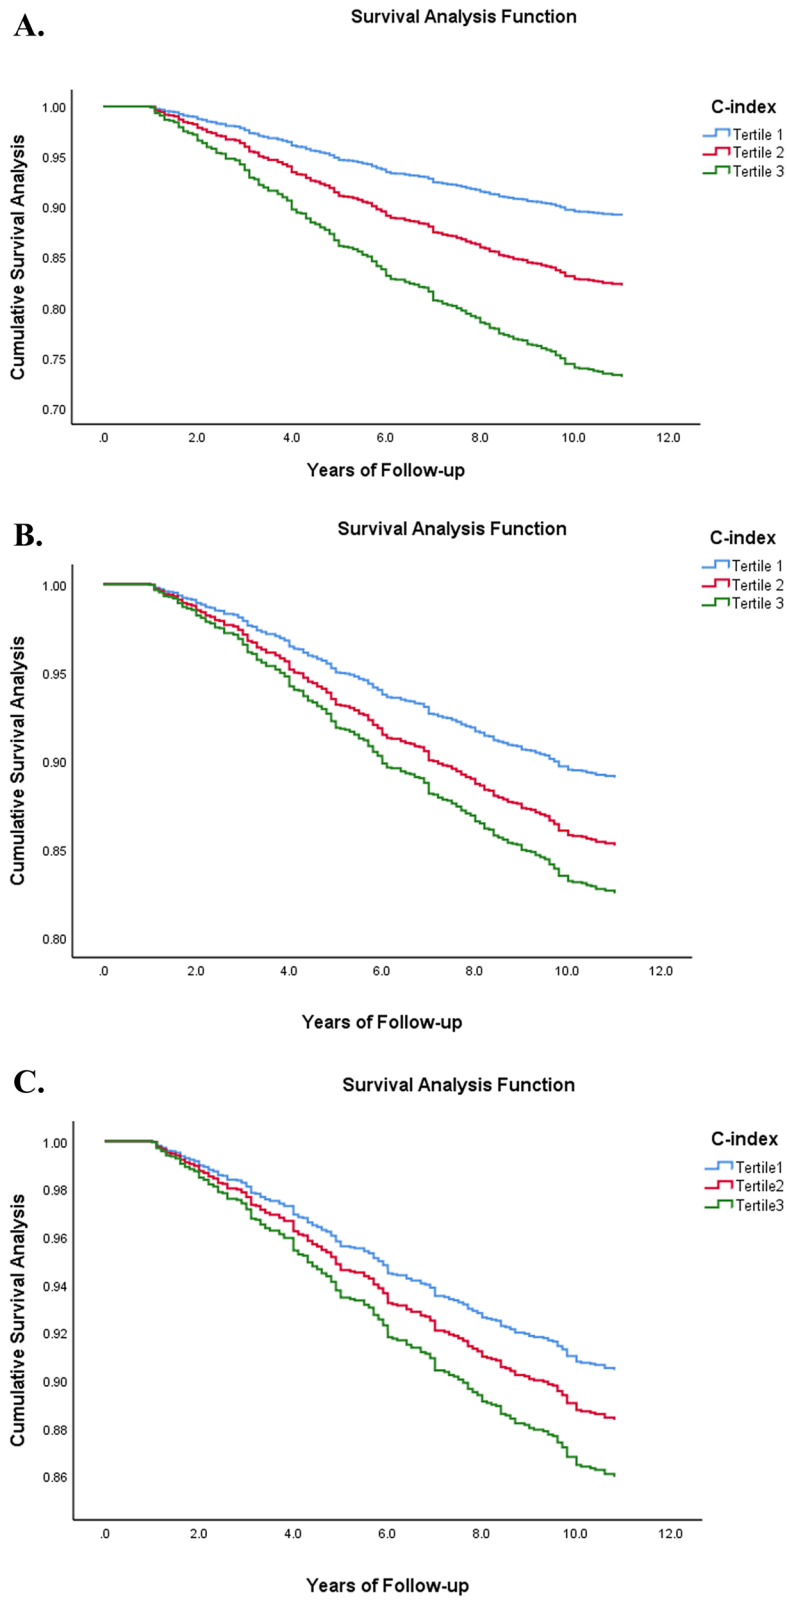 A.
Survival Analysis Function
C-index
Tertile 1
Tertile 2
Tertile 3
Cumulative Survival Analysis
1.00
0.95
0.90
0.85
0.80
0.75
0.70
.0 2.0 4.0 6.0 8.0 10.0 12.0
Years of Follow-up
B.
Survival Analysis Function
C-index
Tertile 1
Tertile 2
Tertile 3
Cumulative Survival Analysis
1.00
0.95
0.90
0.85
0.80
.0 2.0 4.0 6.0 8.0 10.0 12.0
Years of Follow-up
C.
Survival Analysis Function
C-index
Tertile1
Tertile2
Tertile3
Cumulative Survival Analysis
1.00
0.98
0.96
0.94
0.92
0.90
0.88
0.86
.0 2.0 4.0 6.0 8.0 10.0 12.0
Years of Follow-up